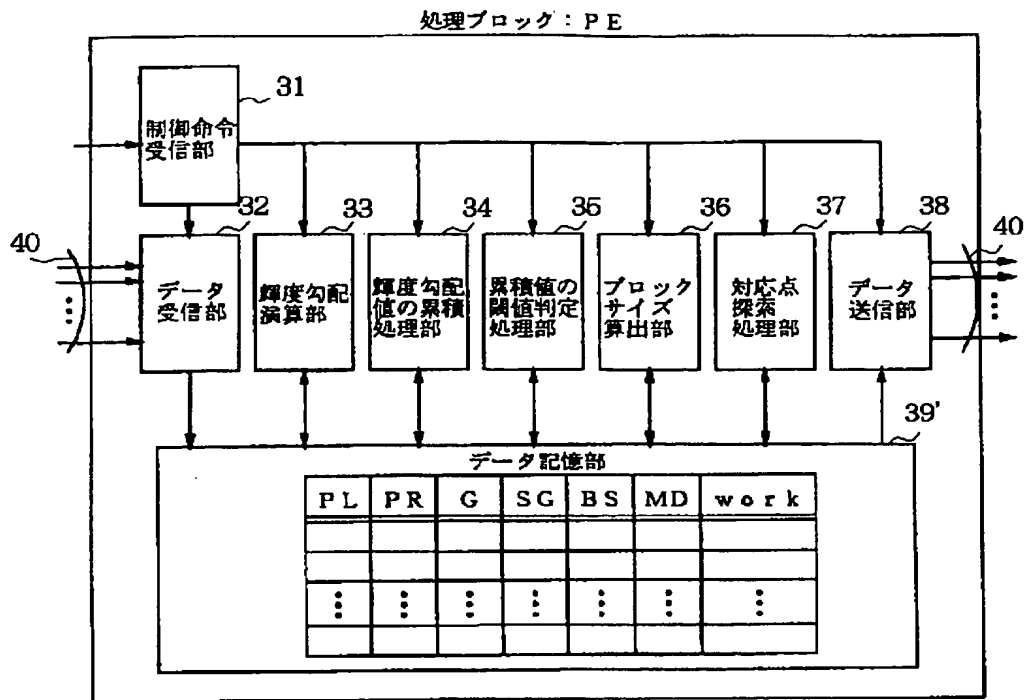 処理ブロック：ＰＥ
31
制御命令
受信部
32
33
34
35
36
37
38
40
40
データ
受信部
輝度勾配
演算部
輝度勾配
値の累積
処理部
累積値の
閾値判定
処理部
ブロック
サイズ
算出部
対応点
探索
処理部
データ
送信部
39'
データ記憶部
ＰＬ ＰＲ Ｇ ＳＧ ＢＳ ＭＤ ｗｏｒｋ